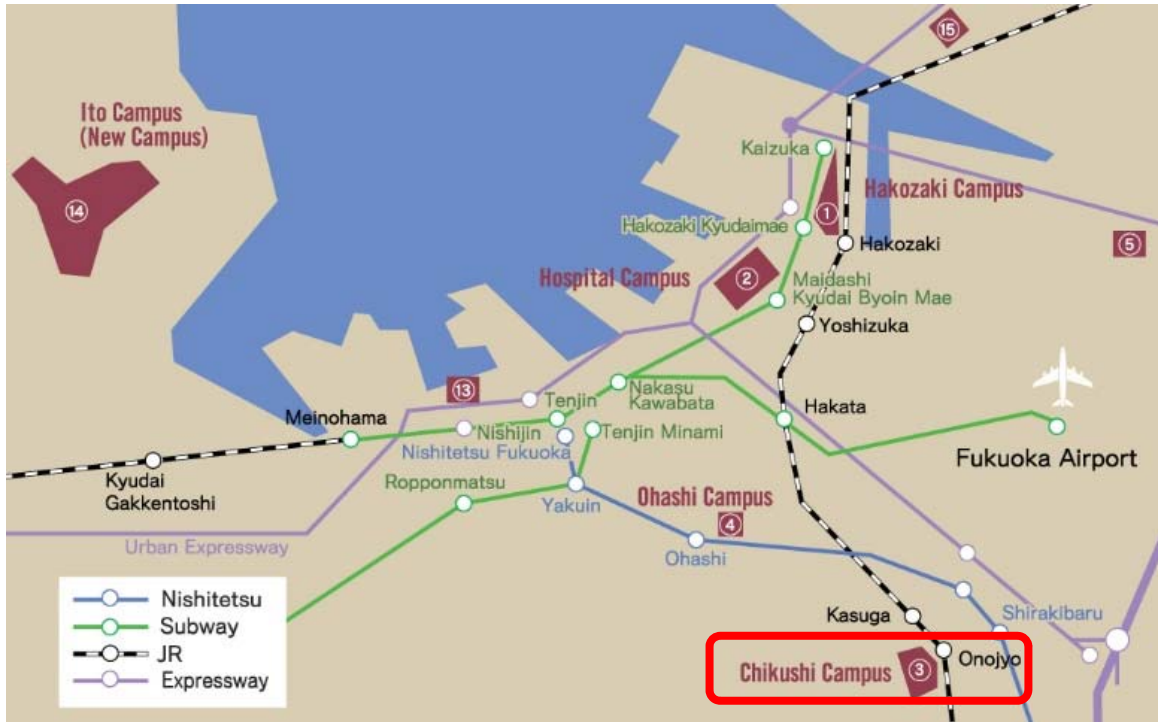 ⑮
Ito Campus
(New Campus)
Kaizuka
Hakozaki Campus
⑭
①
Hakozaki Kyudaimae
Hakozaki
⑤
Hospital Campus
②
Maidashi
Kyudai Byoin Mae
Yoshizuka
⑬
Nakasu
Kawabata
Meinohama
Tenjin
Hakata
Nishijin
Tenjin Minami
Nishitetsu Fukuoka
Fukuoka Airport
Kyudai
Gakkentoshi
Ropponmatsu
Yakuin
Ohashi Campus
④
Urban Expressway
Ohashi
Nishitetsu
Subway
JR
Expressway
Kasuga
Shirakibaru
Onojyo
Chikushi Campus
③